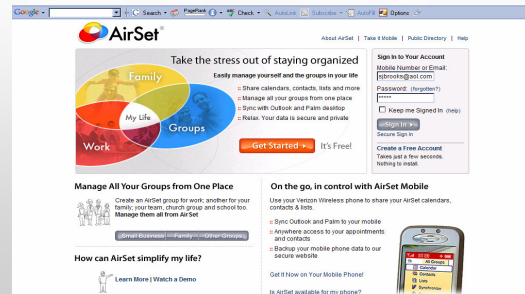 Google Search PageRank Check AutoLink Subscribe AutoFill Options
AirSet
About AirSet | Take it Mobile | Public Directory | Help
Take the stress out of staying organized
Easily manage yourself and the groups in your life
Share calendars, contacts, lists and more
Manage all your groups from one place
Sync with Outlook and Palm desktop
Relax. Your data is secure and private
Family
My Life
Groups
Work
Get Started It's Free!
Sign In to Your Account
Mobile Number or Email:
sjbrooks@aol.com
Password: (forgotten?)
*****
Keep me Signed In (help)
Sign In
Secure Sign In
Create a Free Account
Takes just a few seconds.
Nothing to install.
Manage All Your Groups from One Place
Create an AirSet group for work; another for your
family; your team, church group and school too.
Manage them all from AirSet
Small Business Family Other Groups
How can AirSet simplify my life?
Learn More | Watch a Demo
On the go, in control with AirSet Mobile
Use your Verizon Wireless phone to share your AirSet calendars,
contacts & lists.
Sync Outlook and Palm to your mobile
Anywhere access to your appointments
and contacts
Backup your mobile phone data to our
secure website
Get It Now on Your Mobile Phone!
Is AirSet available for my phone?
All Groups
Calendar
Contacts
Lists
Synchronize